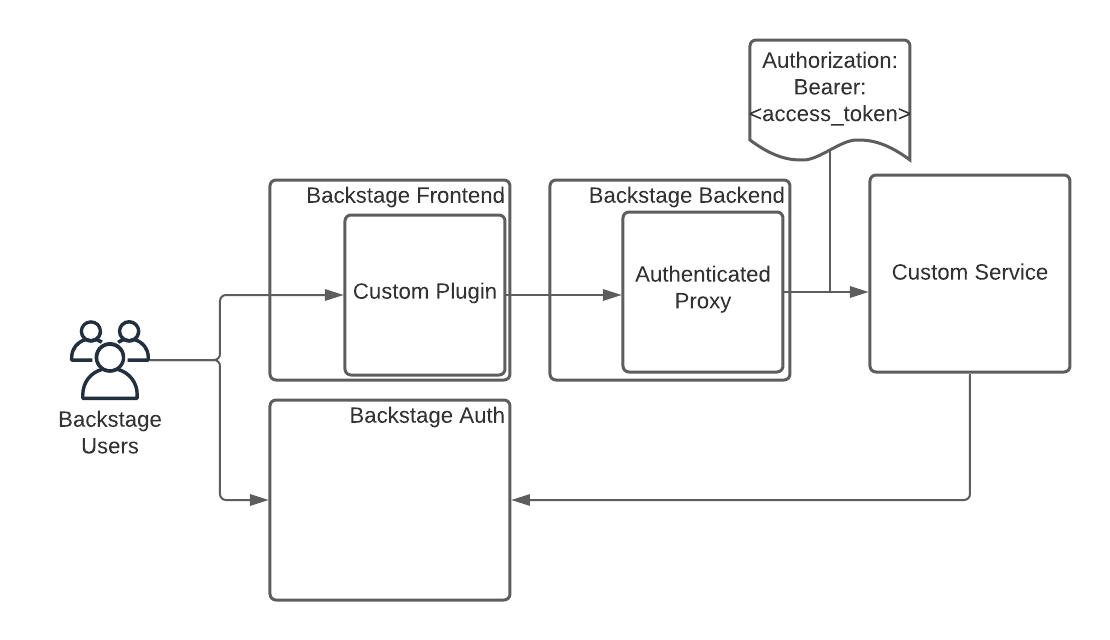 Authorization:
Bearer:
<access_token>
Backstage Frontend
Backstage Backend
Custom Plugin
Authenticated
Proxy
Custom Service
Backstage
Users
Backstage Auth